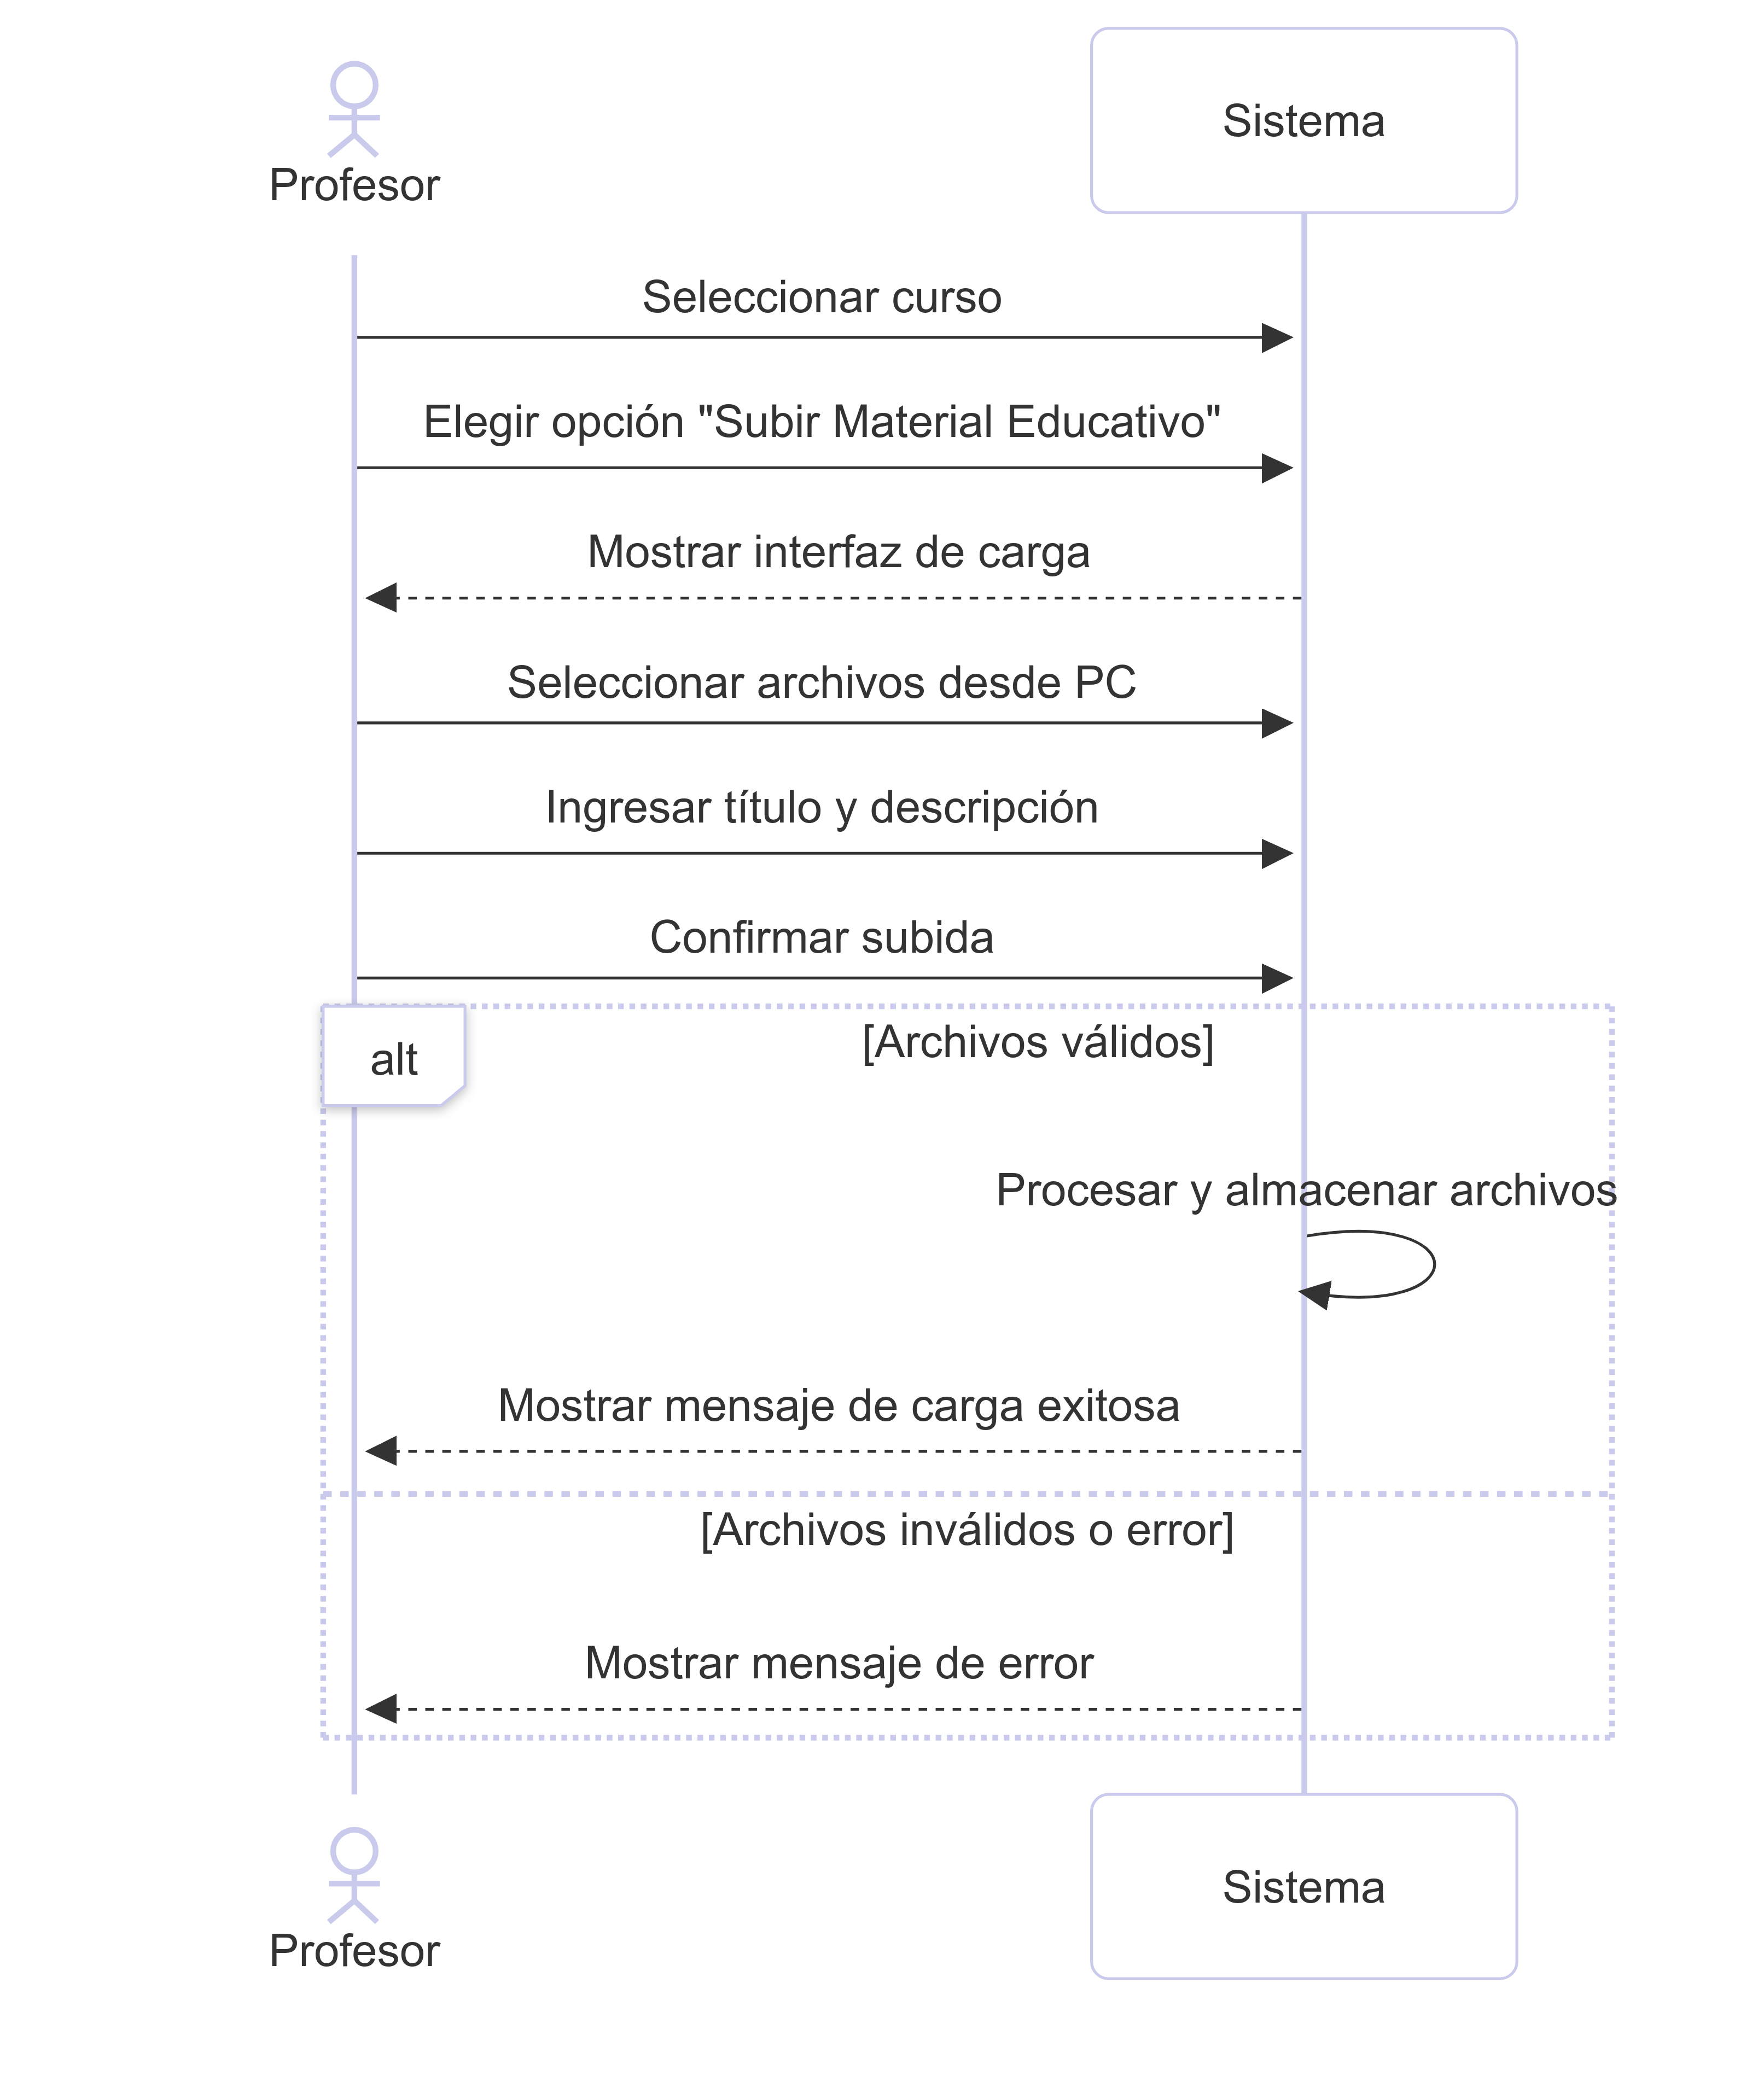 Profesor
Sistema
Seleccionar curso
Elegir opción "Subir Material Educativo"
Mostrar interfaz de carga
Seleccionar archivos desde PC
Ingresar título y descripción
Confirmar subida
alt
[Archivos válidos]
Procesar y almacenar archivos
Mostrar mensaje de carga exitosa
[Archivos inválidos o error]
Mostrar mensaje de error
Profesor
Sistema